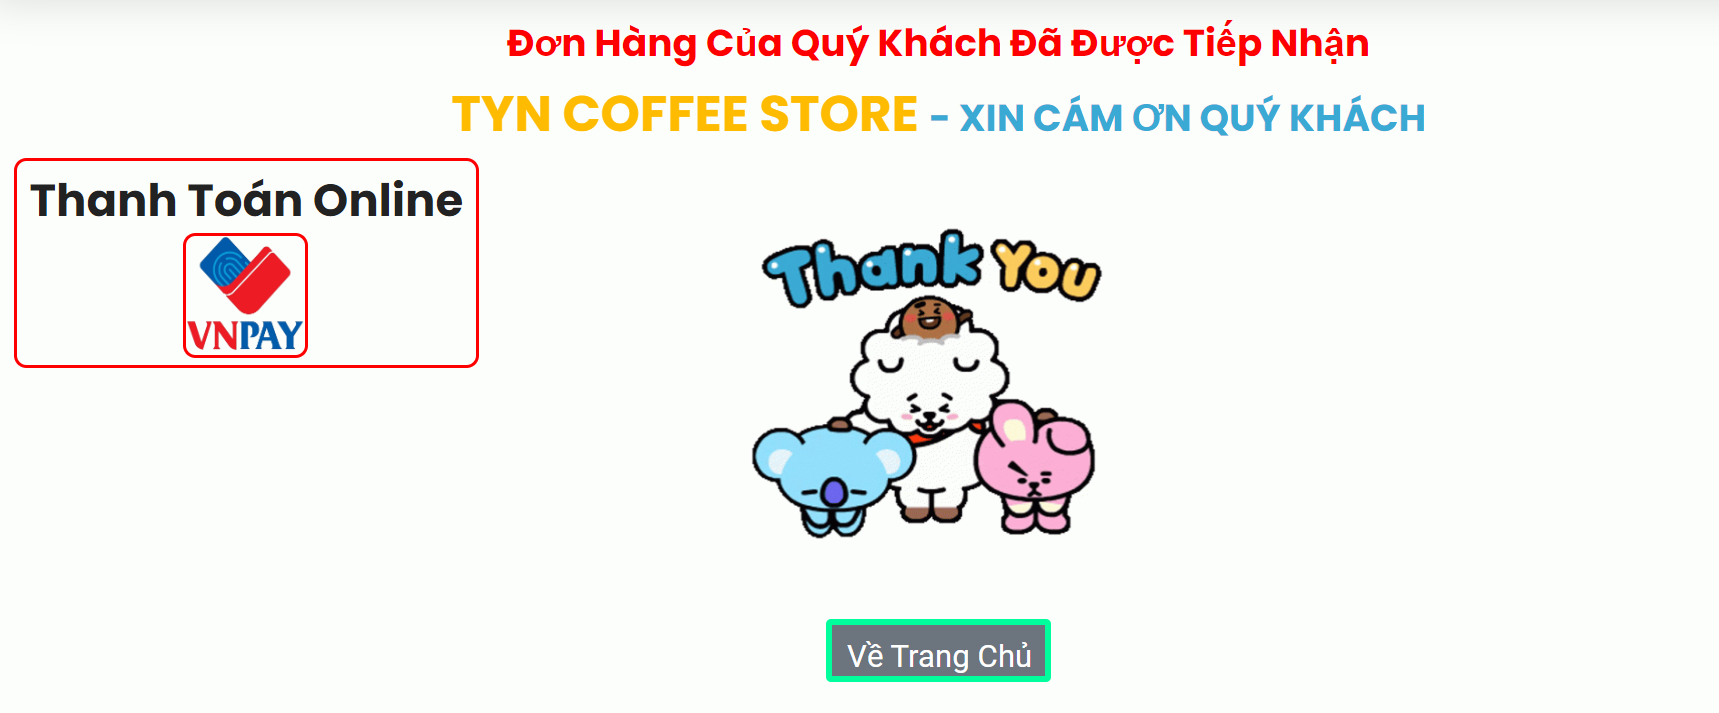 Đơn Hàng Của Quý Khách Đã Được Tiếp Nhận
TYN COFFEE STORE - XIN CÁM ƠN QUÝ KHÁCH
Thanh Toán Online
VNPAY
Thank You
Về Trang Chủ